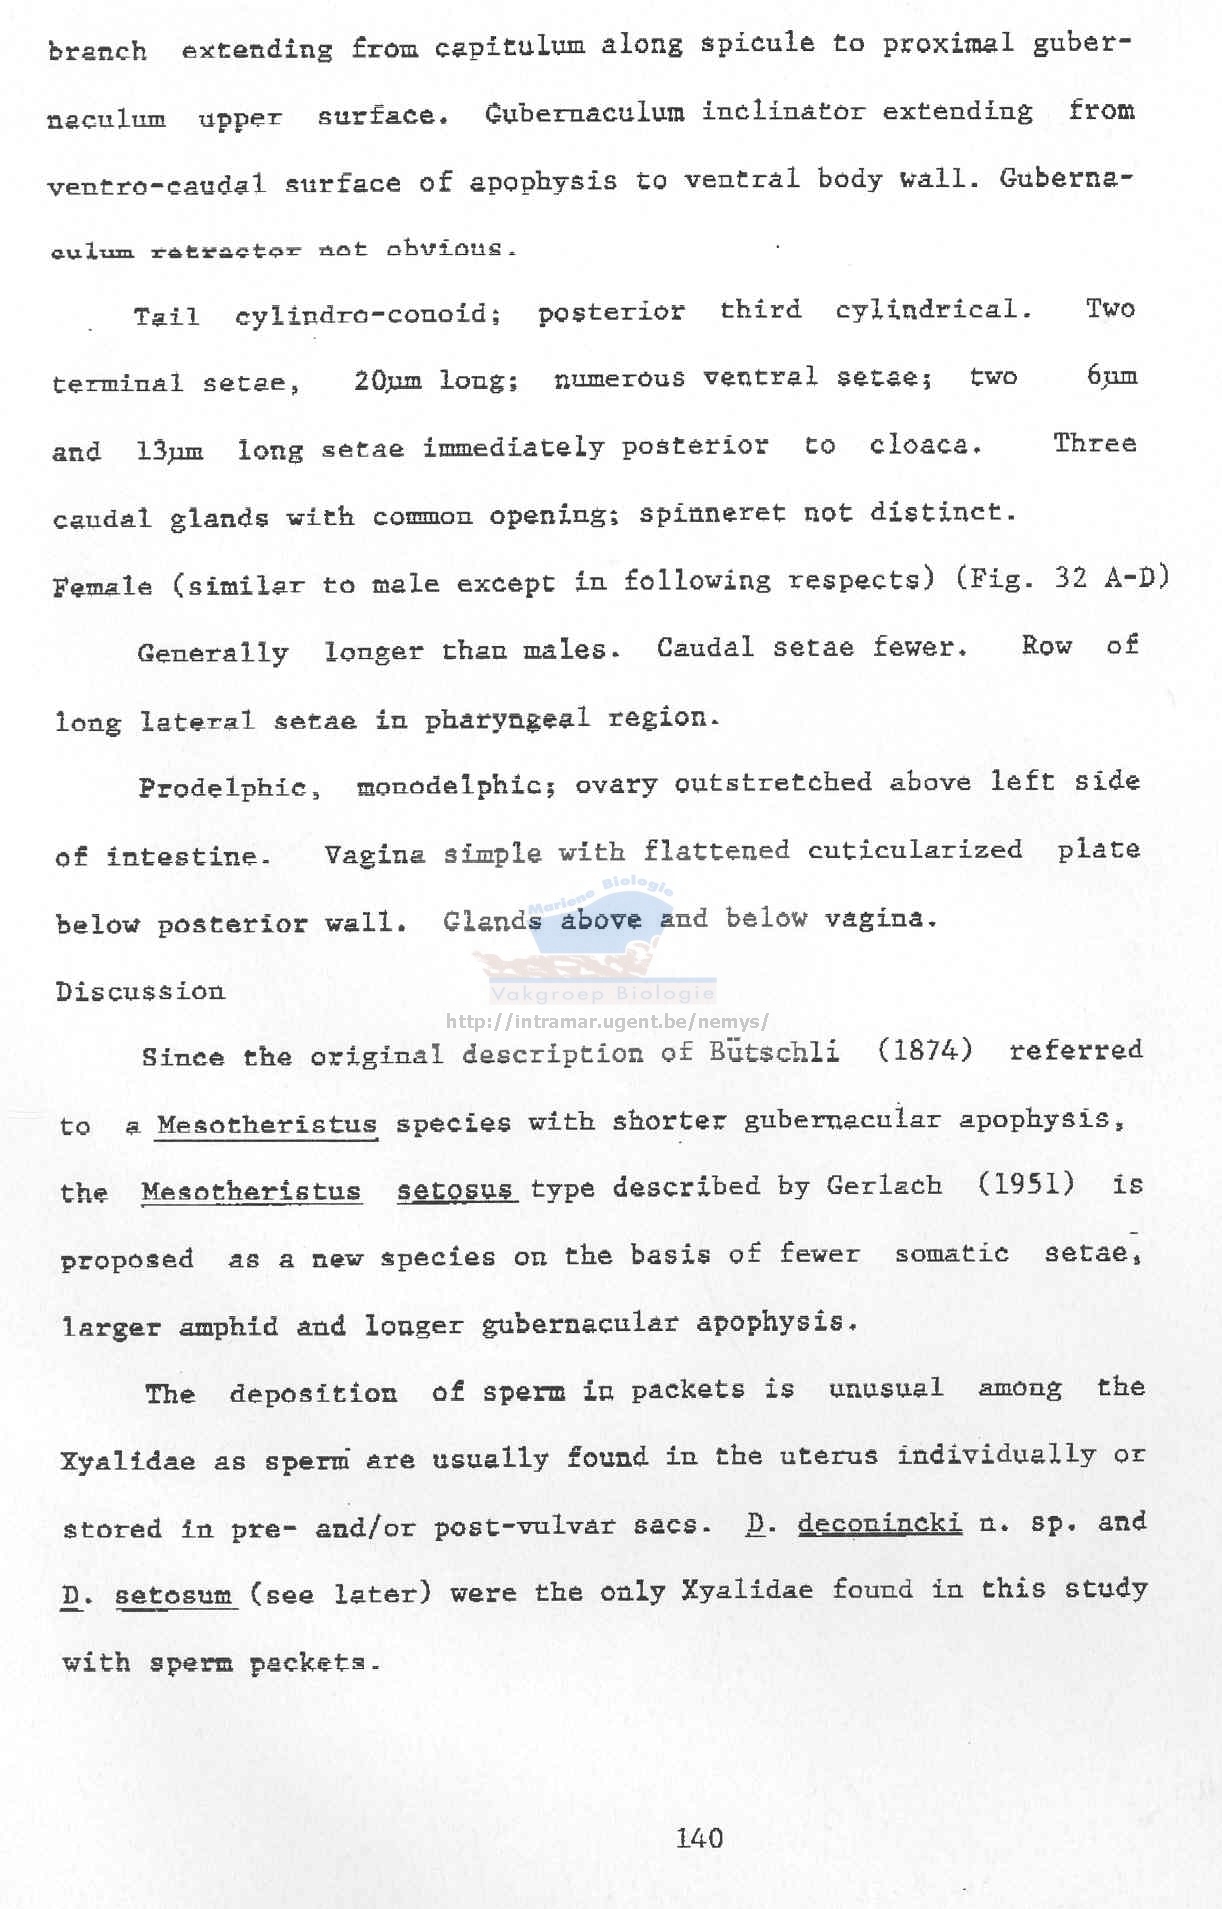 branch extending from capitulum along spicule to proximal guber-
naculum upper surface. Gubernaculum inclinator extending from
ventro-caudal surface of apophysis to ventral body wall. Guberna-
culum retractor not obvious.
Tail cylindro-conoid; posterior third cylindrical. Two
terminal setae, 20µm long; numerous ventral setae; two 6µm
and 13µm long setae immediately posterior to cloaca. Three
caudal glands with common opening; spinneret not distinct.
Female (similar to male except in following respects) (Fig. 32 A-D)
Generally longer than males. Caudal setae fewer. Row of
long lateral setae in pharyngeal region.
Prodelphic, monodelphic; ovary outstretched above left side
of intestine. Vagina simple with flattened cuticularized plate
Mariene Biologie
below posterior wall. Glands above and below vagina.
Discussion
Vakgroep Biologie
http://intramar.ugent.be/nemys/
Since the original description of Bütschli (1874) referred
to a Mesotheristus species with shorter gubernacular apophysis,
the Mesotheristus setosus type described by Gerlach (1951) is
proposed as a new species on the basis of fewer somatic setae,
larger amphid and longer gubernacular apophysis.
The deposition of sperm in packets is unusual among the
Xyalidae as sperm are usually found in the uterus individually or
stored in pre- and/or post-vulvar sacs. D. deconincki n. sp. and
D. setosum (see later) were the only Xyalidae found in this study
with sperm packets.
140